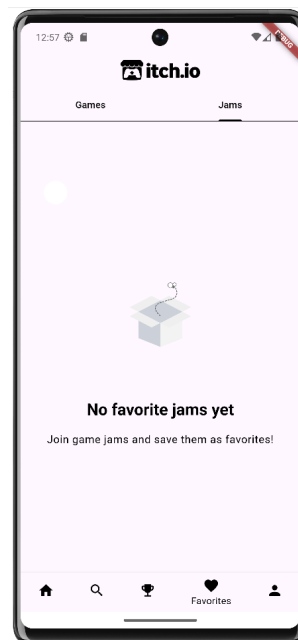 12:57
DEBUG
itch.io
Games Jams
No favorite jams yet
Join game jams and save them as favorites!
Favorites